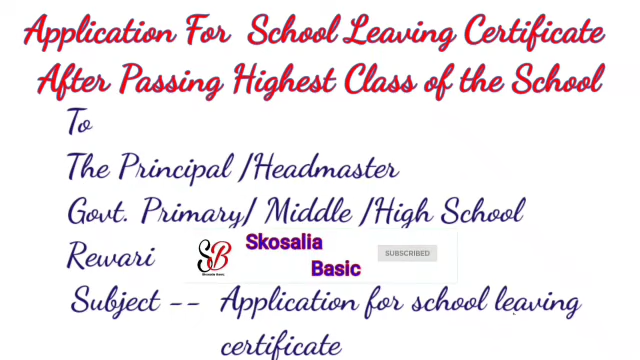 Application For School Leaving Certificate
After Passing Highest Class of the School
To
The Principal /Headmaster
Govt. Primary/ Middle /High School
Rewari
SB
Skosalia
Basic
SUBSCRIBED
Subject -- Application for school leaving
certificate